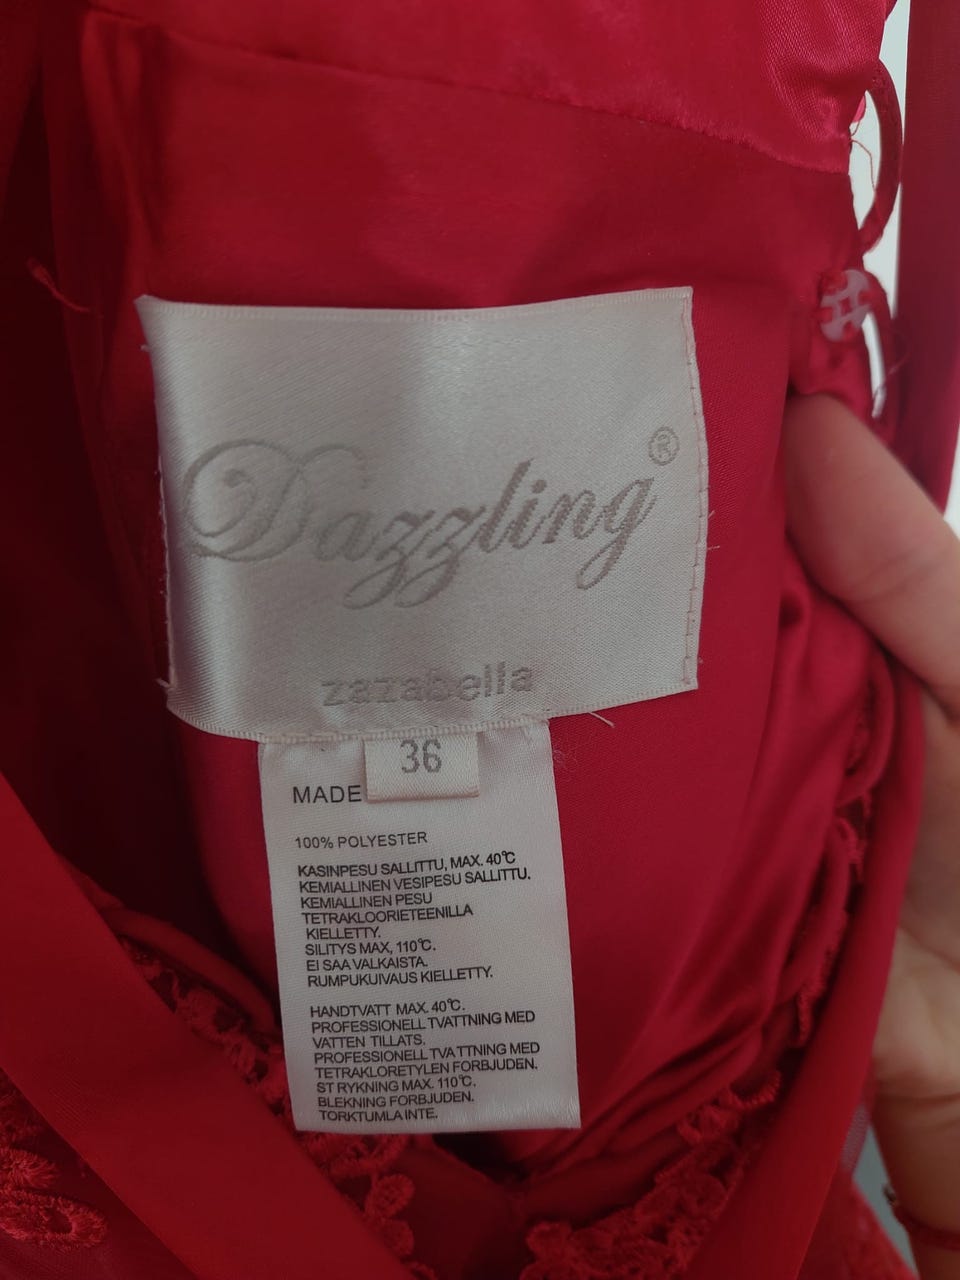 Dazzling®
zazabella
36
MADE
100% POLYESTER
KASINPESU SALLITTU, MAX. 40℃
KEMIALLINEN VESIPESU SALLITTU.
KEMIALLINEN PESU
TETRAKLOORIETEENILLA
KIELLETTY.
SILITYS MAX, 110℃.
EI SAA VALKAISTA.
RUMPUKUIVAUS KIELLETTY.
HANDTVATT MAX. 40℃.
PROFESSIONELL TVATTNING MED
VATTEN TILLATS.
PROFESSIONELL TVATTNING MED
TETRAKLORETYLEN FORBJUDEN.
ST RYKNING MAX. 110℃.
BLEKNING FORBJUDEN.
TORKTUMLA INTE.